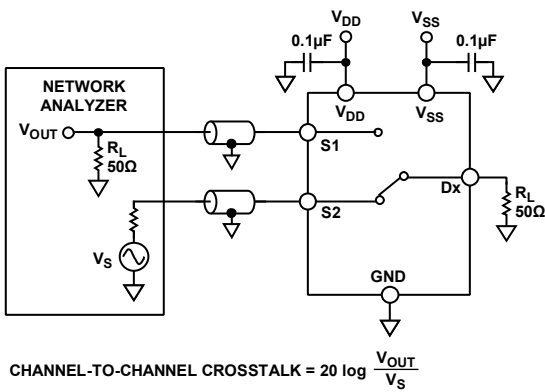 V_DD
V_SS
0.1µF
0.1µF
NETWORK
ANALYZER
V_OUT
R_L
50Ω
V_S
V_DD
V_SS
S1
S2
Dx
R_L
50Ω
GND
CHANNEL-TO-CHANNEL CROSSTALK = 20 log V_OUT / V_S